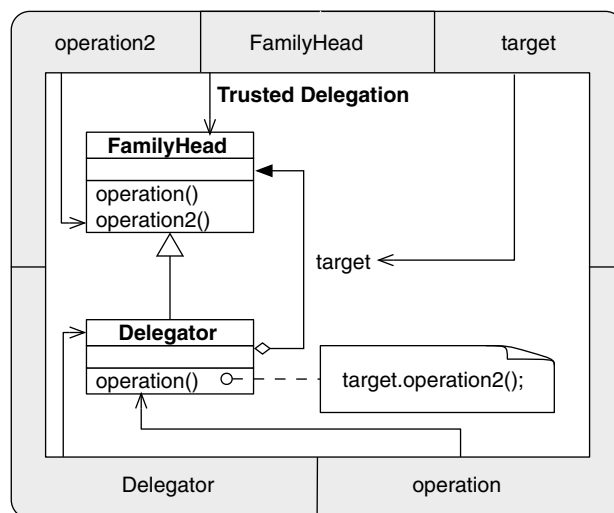 operation2 FamilyHead target
Trusted Delegation
FamilyHead
operation()
operation2()
target
Delegator
operation()
target.operation2();
Delegator operation